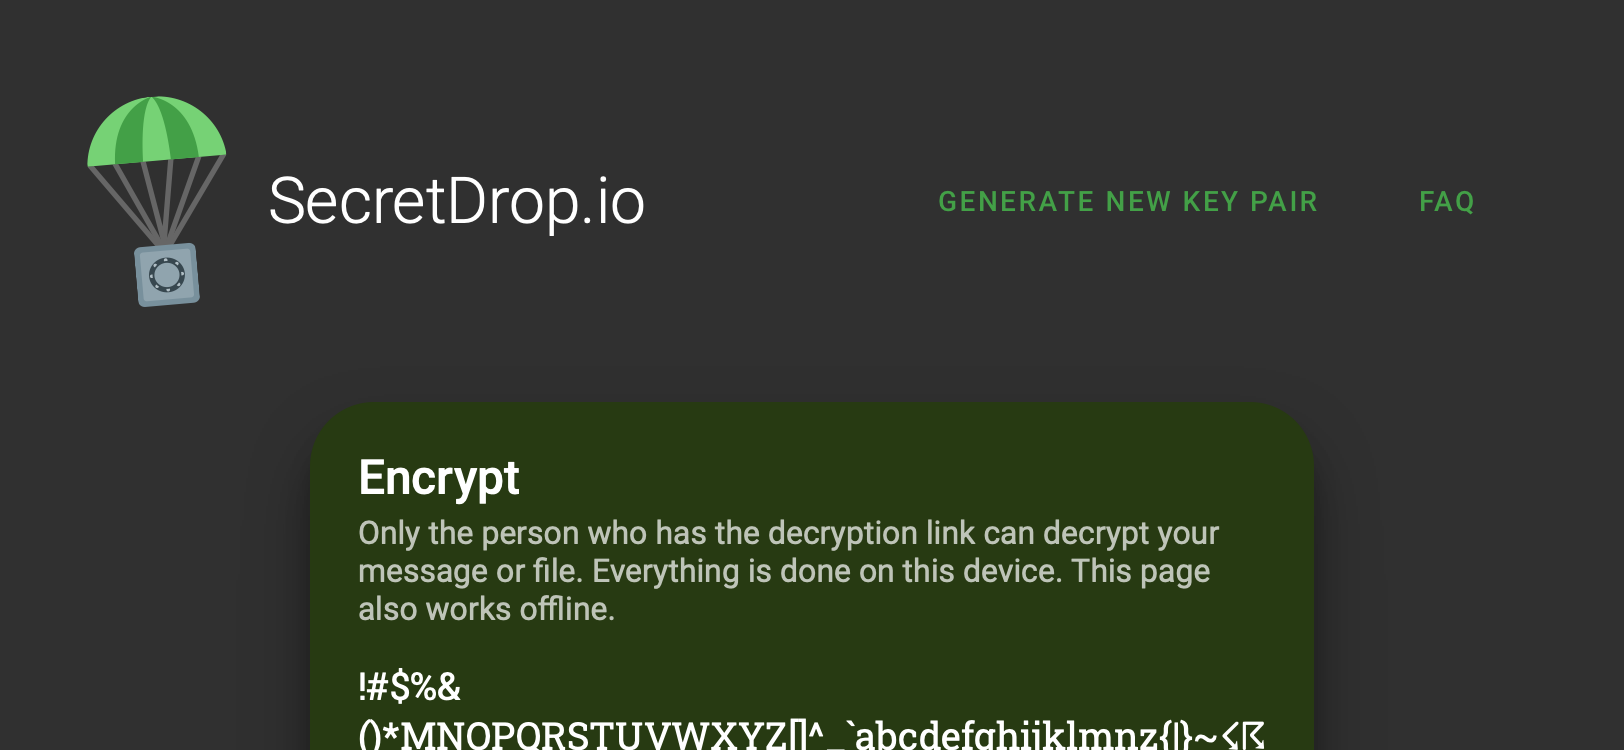 SecretDrop.io
GENERATE NEW KEY PAIR
FAQ
Encrypt
Only the person who has the decryption link can decrypt your
message or file. Everything is done on this device. This page
also works offline.
!#$%&
()*MNOPQRSTUVWXYZ[]^_`abcdefghijklmnz{|}~